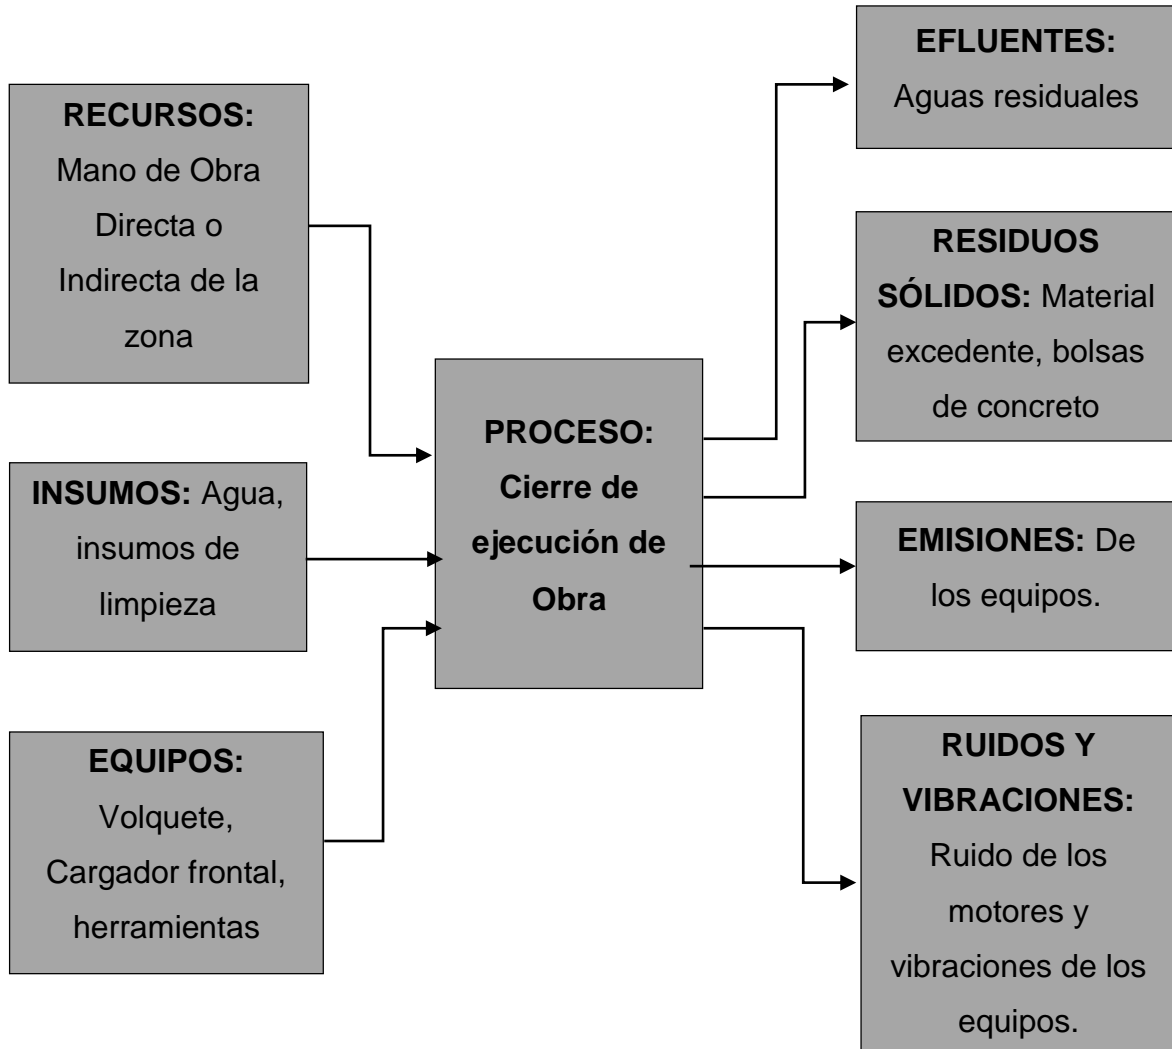 RECURSOS:
Mano de Obra
Directa o
Indirecta de la
zona
INSUMOS: Agua,
insumos de
limpieza
EQUIPOS:
Volquete,
Cargador frontal,
herramientas
PROCESO:
Cierre de
ejecución de
Obra
EFLUENTES:
Aguas residuales
RESIDUOS
SÓLIDOS: Material
excedente, bolsas
de concreto
EMISIONES: De
los equipos.
RUIDOS Y
VIBRACIONES:
Ruido de los
motores y
vibraciones de los
equipos.